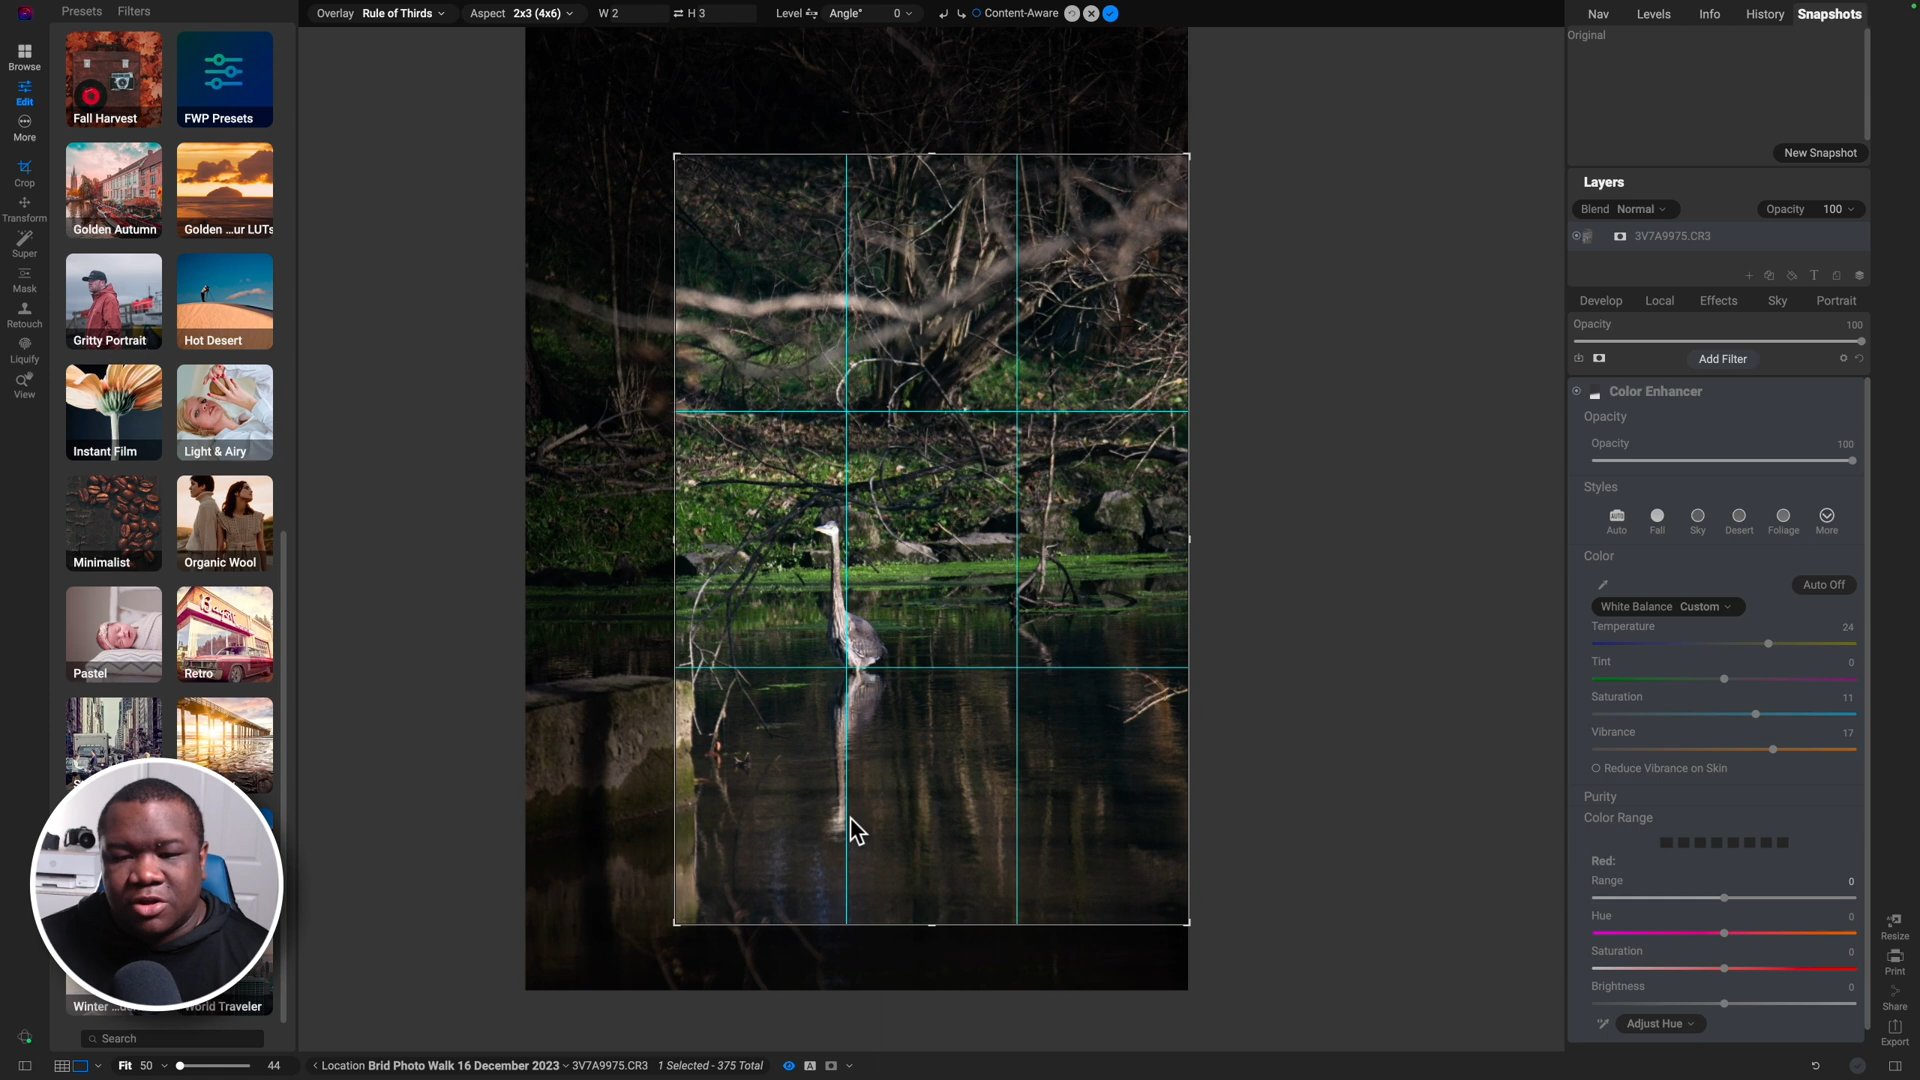 Presets Filters
Overlay Rule of Thirds Aspect 2x3 (4x6) W 2 H 3 Level Angle° 0 Content-Aware
Nav Levels Info History Snapshots
Original
New Snapshot
Browse
Edit
More
Crop
Transform
Super
Mask
Retouch
Liquify
View
Fall Harvest FWP Presets
Golden Autumn Golden ...ur LUTs
Gritty Portrait Hot Desert
Instant Film Light & Airy
Minimalist Organic Wool
Pastel Retro
World Traveler
Search
Layers
Blend Normal Opacity 100
3V7A9975.CR3
Develop Local Effects Sky Portrait
Opacity 100
Add Filter
Color Enhancer
Opacity
Opacity 100
Styles
AUTO
Auto Fall Sky Desert Foliage More
Color
Auto Off
White Balance Custom
Temperature 24
Tint 0
Saturation 11
Vibrance 17
Reduce Vibrance on Skin
Purity
Color Range
Red:
Range 0
Hue 0
Saturation 0
Brightness 0
Adjust Hue
Resize
Print
Share
Export
Fit 50 44 Location Brid Photo Walk 16 December 2023 3V7A9975.CR3 1 Selected - 375 Total A